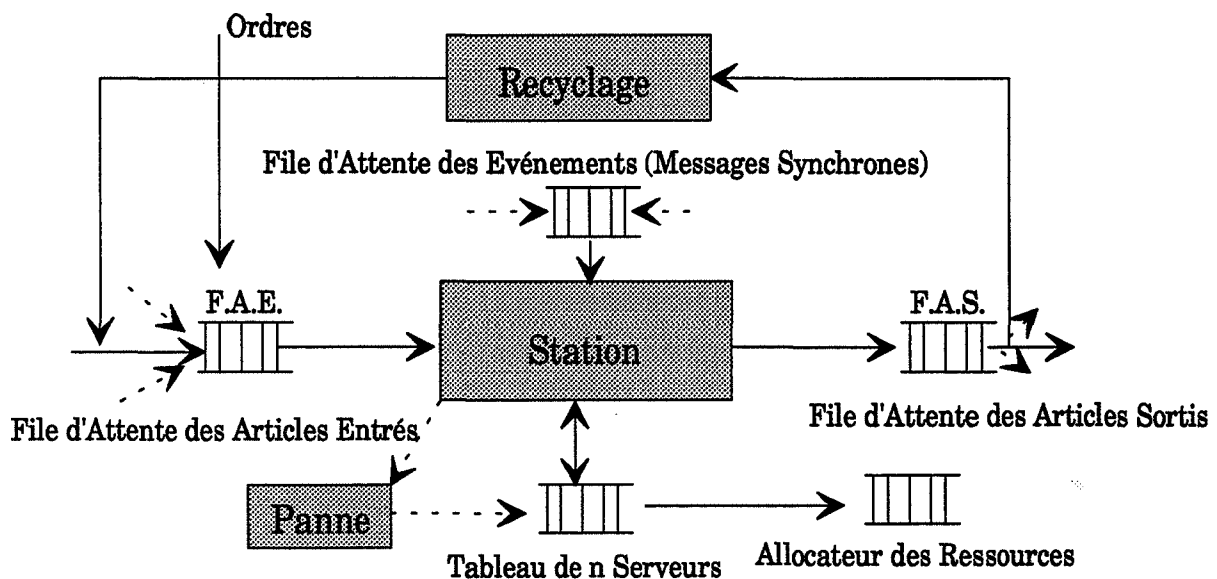 Ordres
Recyclage
File d'Attente des Evénements (Messages Synchrones)
F.A.E.
F.A.S.
Station
File d'Attente des Articles Entrés
File d'Attente des Articles Sortis
Panne
Tableau de n Serveurs
Allocateur des Ressources